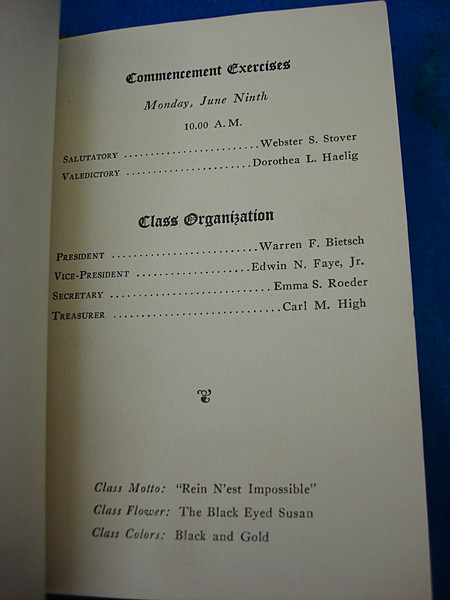 Commencement Exercises
Monday, June Ninth
10.00 A. M.
Salutatory ........................Webster S. Stover
Valedictory .......................Dorothea L. Haelig
Class Organization
President ...........................Warren F. Bietsch
Vice-President .....................Edwin N. Faye, Jr.
Secretary .............................Emma S. Roeder
Treasurer ..............................Carl M. High
Class Motto: "Rein N'est Impossible"
Class Flower: The Black Eyed Susan
Class Colors: Black and Gold